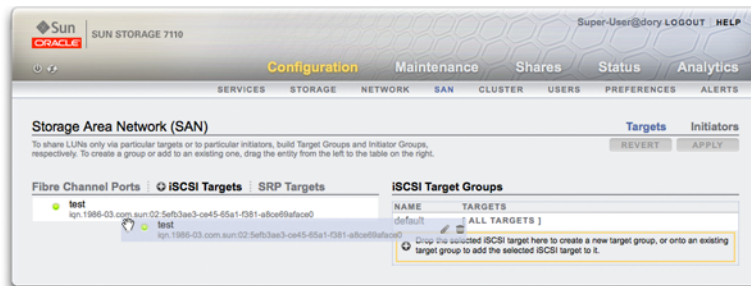 Sun
ORACLE
SUN STORAGE 7110
Super-User@dory LOGOUT HELP
Configuration Maintenance Shares Status Analytics
SERVICES STORAGE NETWORK SAN CLUSTER USERS PREFERENCES ALERTS
Storage Area Network (SAN)
Targets Initiators
To share LUNs only via particular targets or to particular initiators, build Target Groups and Initiator Groups,
respectively. To create a group or add to an existing one, drag the entity from the left to the table on the right.
REVERT APPLY
Fibre Channel Ports iSCSI Targets SRP Targets
test
iqn.1986-03.com.sun:02:5efb3ae3-ce45-65a1-f381-a8ce69aface0
test
iqn.1986-03.com.sun:02:5efb3ae3-ce45-65a1-f381-a8ce69aface0
iSCSI Target Groups
NAME TARGETS
default [ ALL TARGETS ]
Drop the selected iSCSI target here to create a new target group, or onto an existing
target group to add the selected iSCSI target to it.